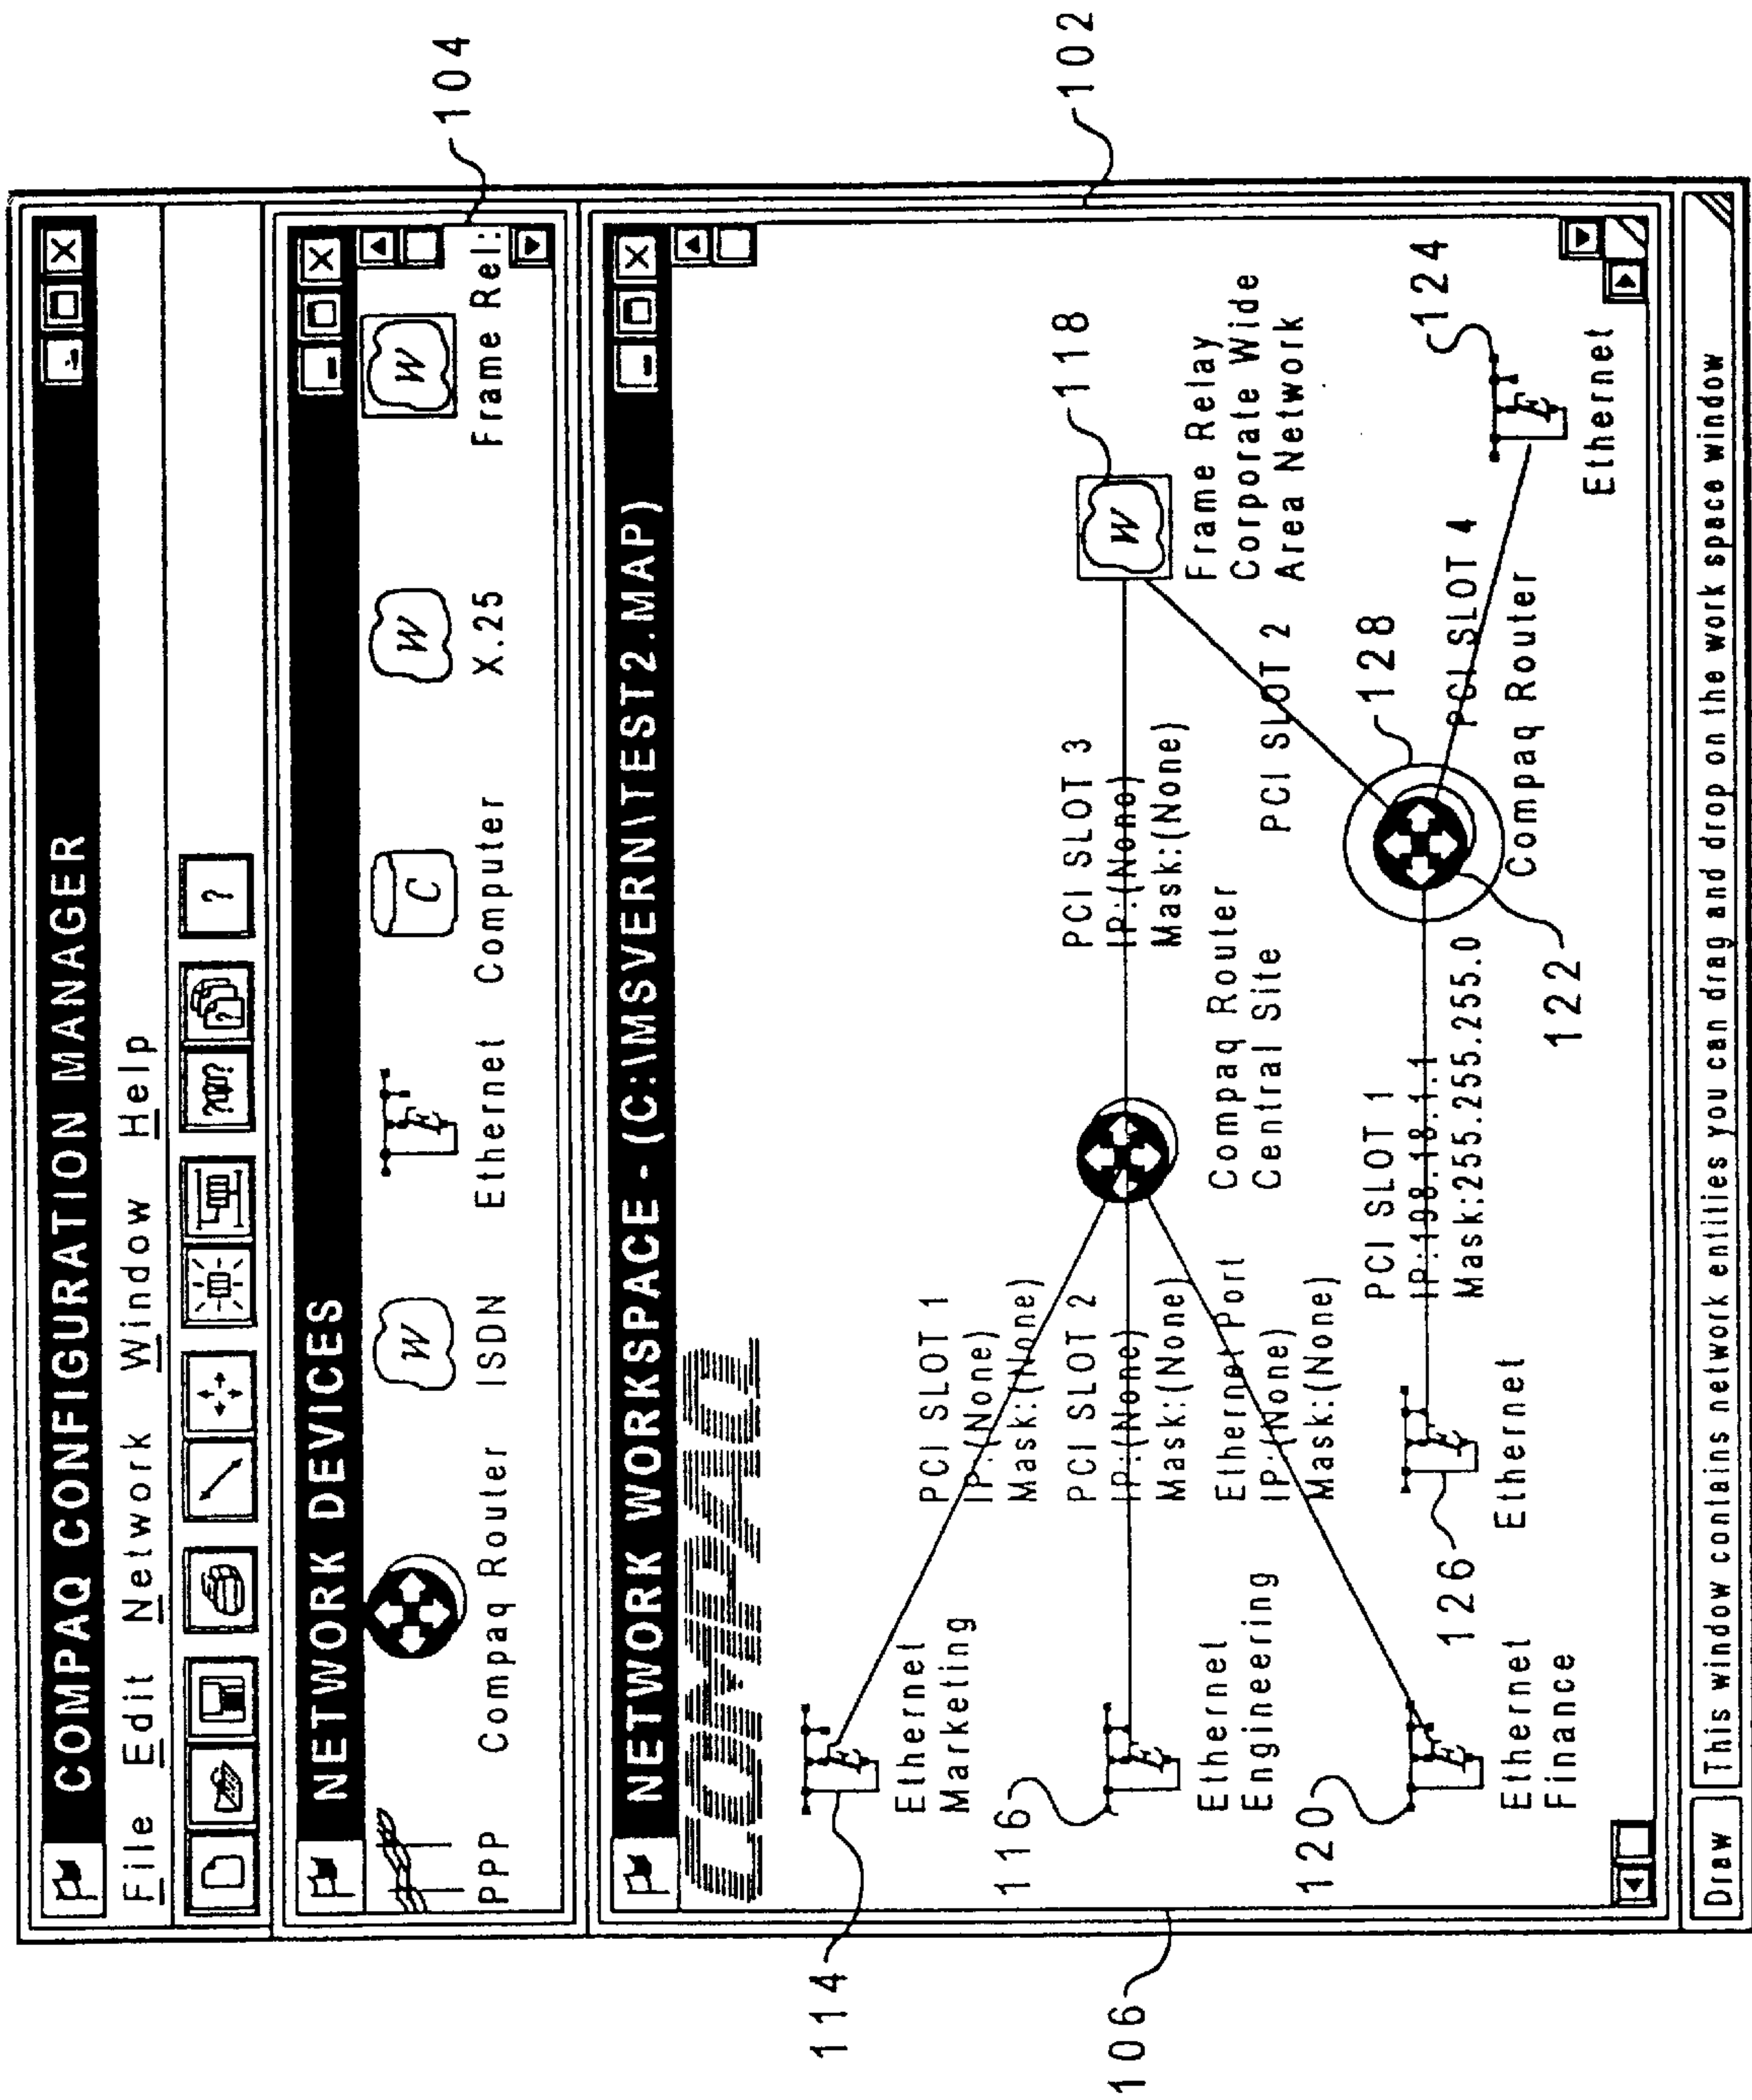 COMPAQ CONFIGURATION MANAGER
File Edit Network Window Help
?
104
NETWORK DEVICES
PPP
Compaq Router
W
ISDN
E
Ethernet
C
Computer
W
X.25
W
Frame Rel:
NETWORK WORKSPACE - (C:\MSVERN\TEST2.MAP)
COMPAQ
102
106
114
E
Ethernet
Marketing
PCI SLOT 1
IP:(None)
Mask:(None)
116
E
Ethernet
Engineering
PCI SLOT 2
IP:(None)
Mask:(None)
120
E
Ethernet
Finance
Ethernet Port
IP:(None)
Mask:(None)
Compaq Router
Central Site
PCI SLOT 3
IP:(None)
Mask:(None)
W
118
Frame Relay
Corporate Wide
Area Network
PCI SLOT 2
126
E
Ethernet
PCI SLOT 1
IP:198.18.1.1
Mask:255.255.255.0
122
128
Compaq Router
PCI SLOT 4
124
E
Ethernet
Draw
This window contains network entities you can drag and drop on the work space window